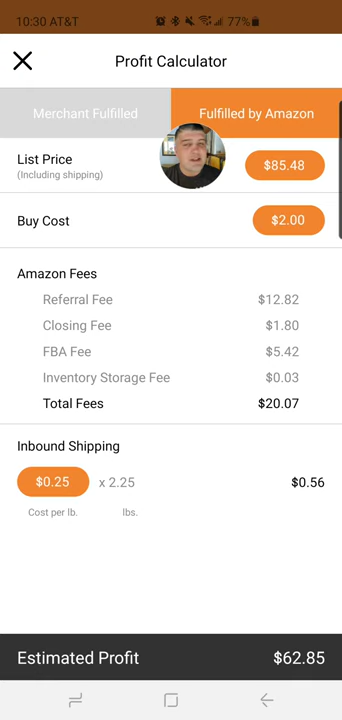 10:30 AT&T 77%
Profit Calculator
Merchant Fulfilled Fulfilled by Amazon
List Price $85.48
(Including shipping)
Buy Cost $2.00
Amazon Fees
Referral Fee $12.82
Closing Fee $1.80
FBA Fee $5.42
Inventory Storage Fee $0.03
Total Fees $20.07
Inbound Shipping
$0.25 x 2.25 $0.56
Cost per lb. lbs.
Estimated Profit $62.85